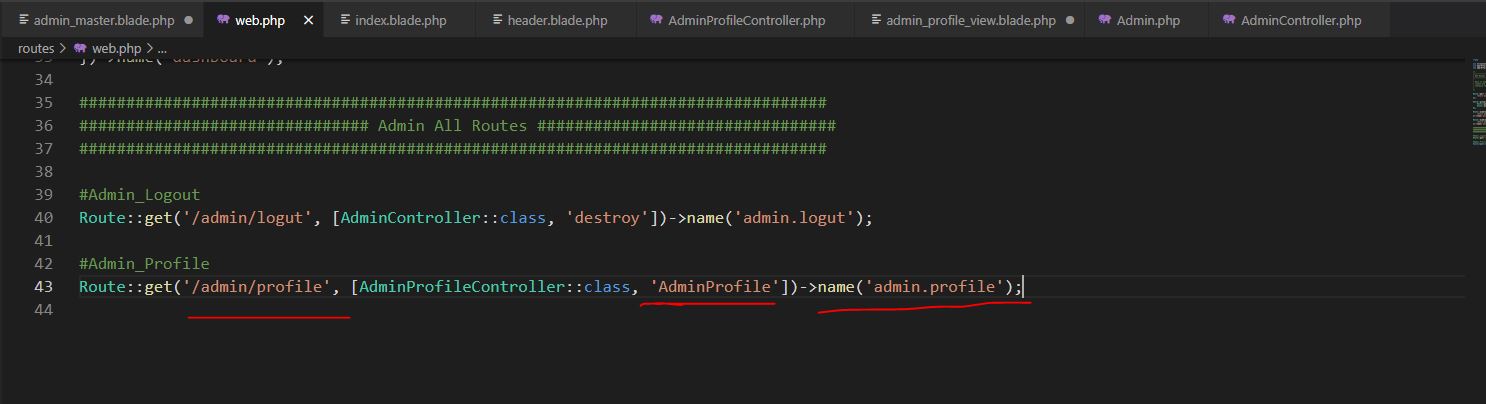 admin_master.blade.php web.php index.blade.php header.blade.php AdminProfileController.php admin_profile_view.blade.php Admin.php AdminController.php
routes > web.php > ...
33 })->name('dashboard');
34
35 ################################################################################
36 ############################### Admin All Routes ################################
37 ################################################################################
38
39 #Admin_Logout
40 Route::get('/admin/logut', [AdminController::class, 'destroy'])->name('admin.logut');
41
42 #Admin_Profile
43 Route::get('/admin/profile', [AdminProfileController::class, 'AdminProfile'])->name('admin.profile');
44